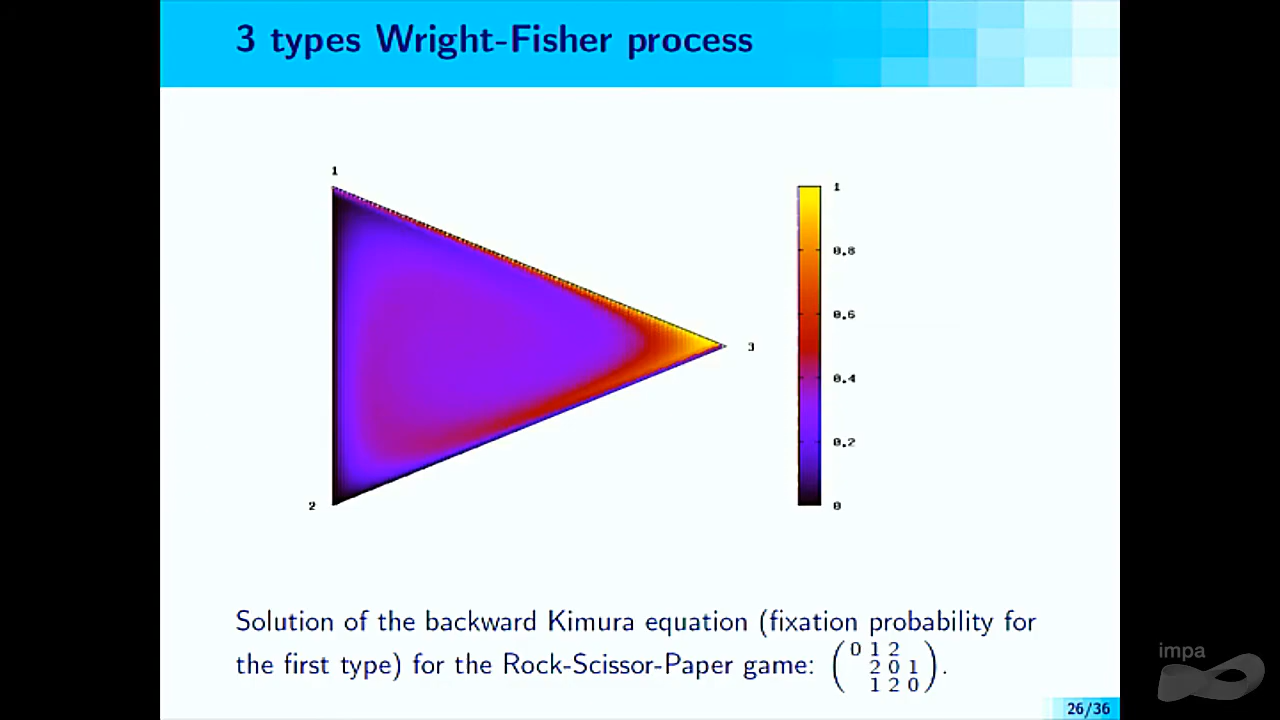 3 types Wright-Fisher process
1
1
0.8
0.6
3
0.4
0.2
2
0
Solution of the backward Kimura equation (fixation probability for
the first type) for the Rock-Scissor-Paper game: ( 0 1 2
2 0 1
1 2 0 ).
impa
26/36